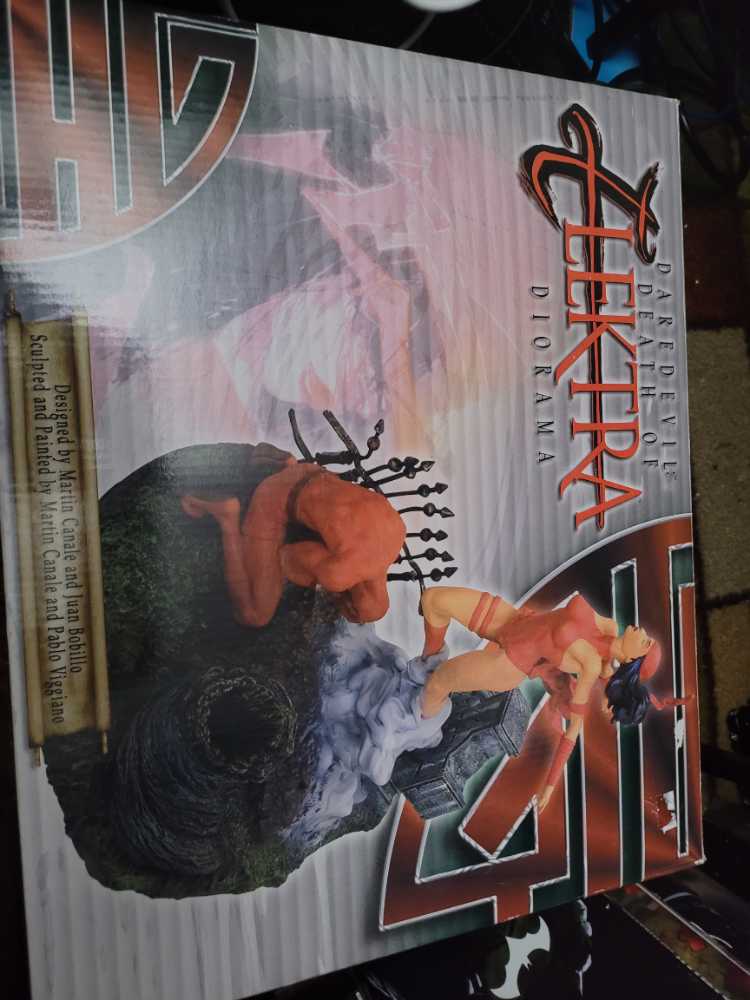 DAREDEVIL
DEATH OF
ELEKTRA
DIORAMA
Designed by Martin Canale and Juan Bobillo
Sculpted and Painted by Martin Canale and Pablo Viggiano